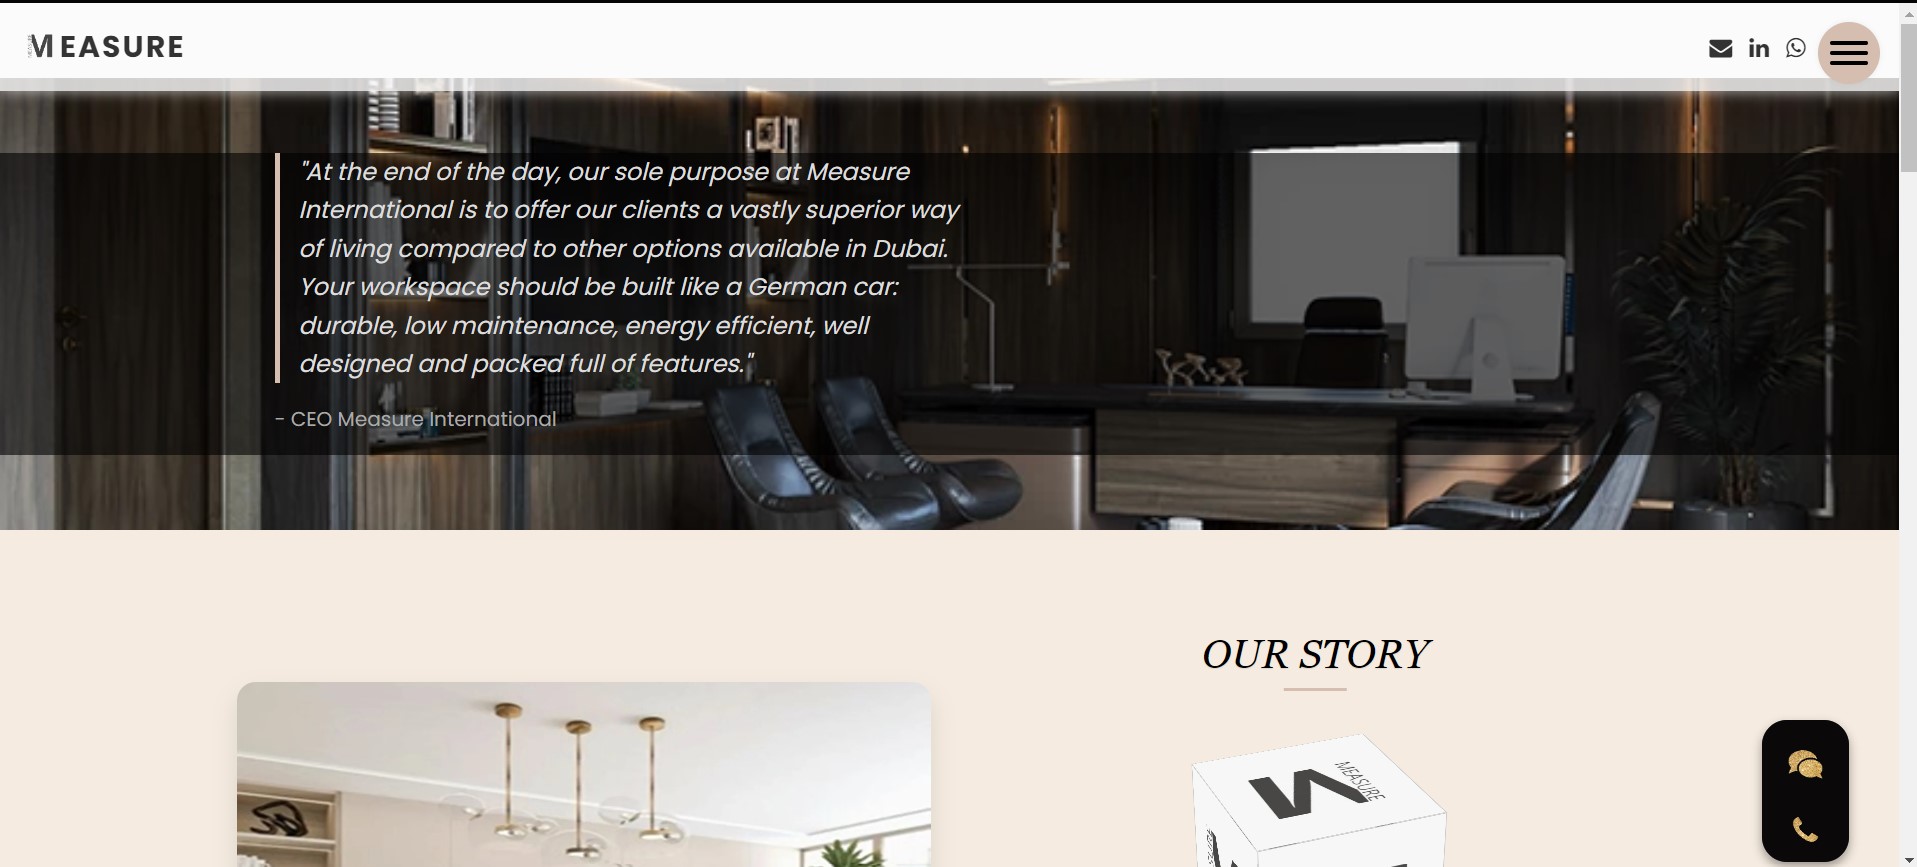 MEASURE
"At the end of the day, our sole purpose at Measure
International is to offer our clients a vastly superior way
of living compared to other options available in Dubai.
Your workspace should be built like a German car:
durable, low maintenance, energy efficient, well
designed and packed full of features."
- CEO Measure International
OUR STORY
MEASURE